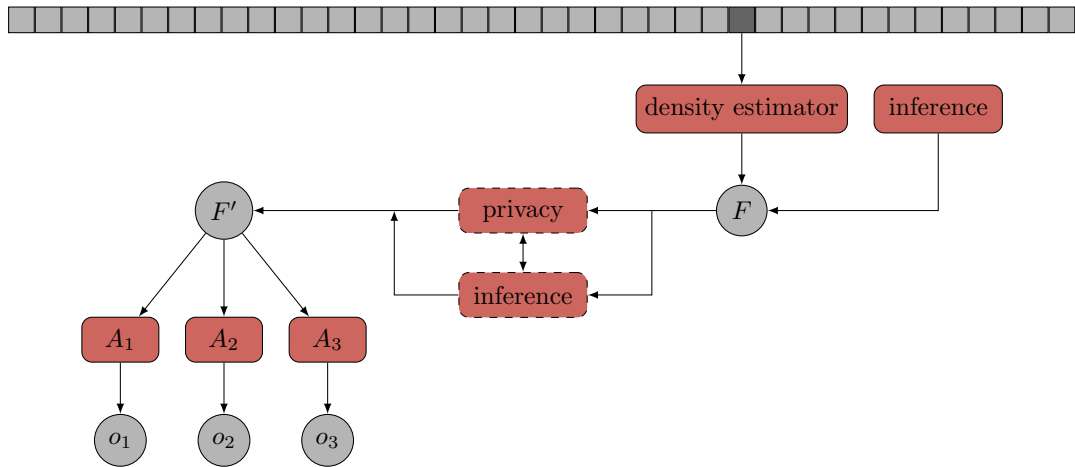 density estimator
inference
F′
privacy
F
inference
A₁
A₂
A₃
o₁
o₂
o₃